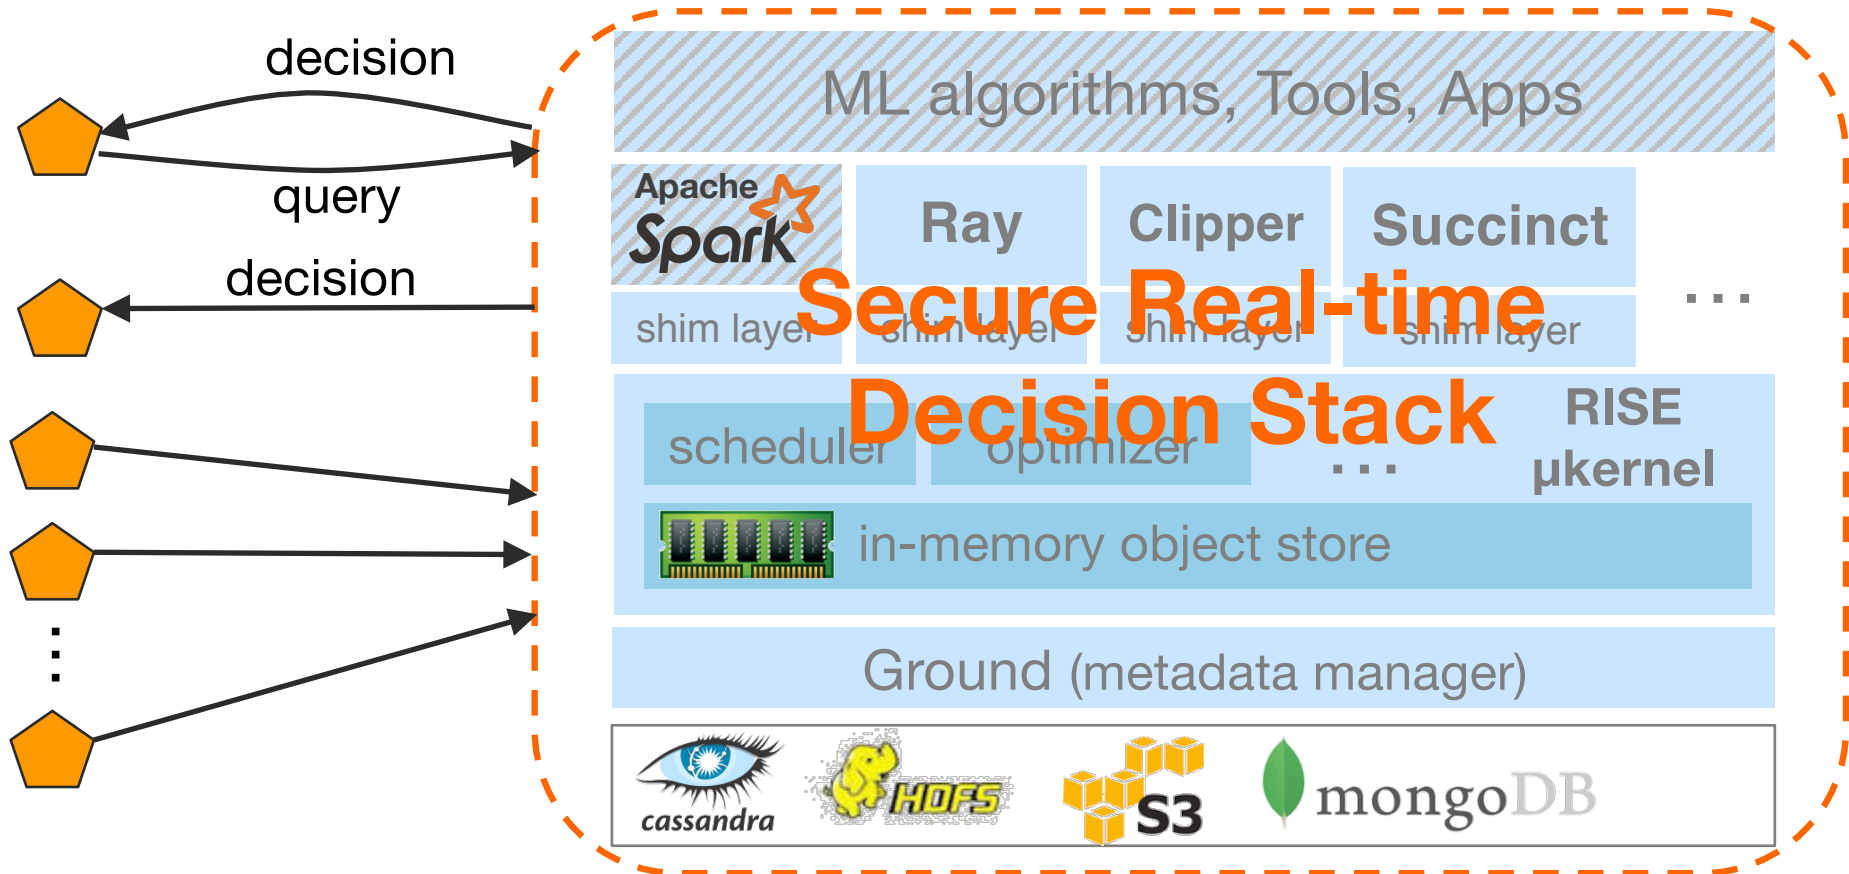 decision
query
decision
⋮
ML algorithms, Tools, Apps
Apache
Spark
Ray
Clipper
Succinct
...
shim layer
shim layer
shim layer
shim layer
Secure Real-time
Decision Stack
scheduler
optimizer
...
RISE
µkernel
in-memory object store
Ground (metadata manager)
cassandra
HDFS
S3
mongoDB